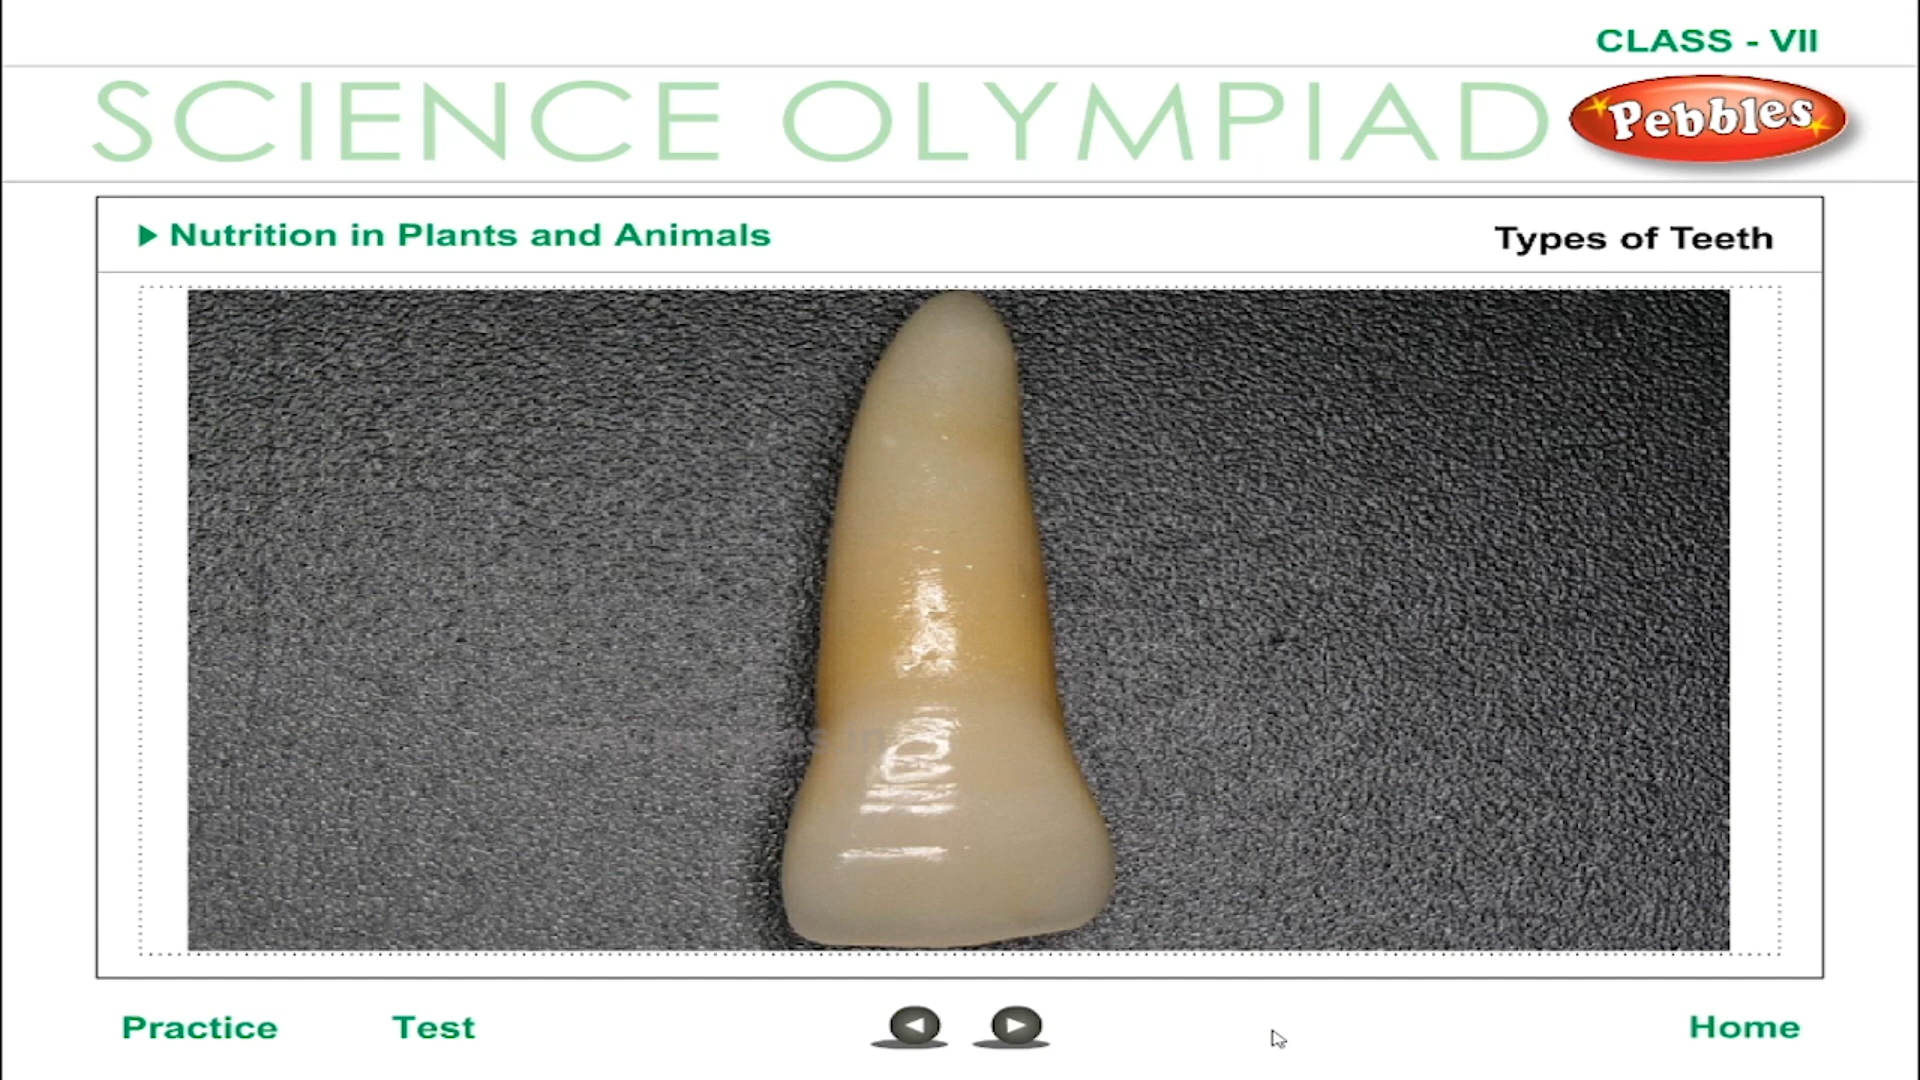 CLASS - VII
SCIENCE OLYMPIAD
Pebbles
Nutrition in Plants and Animals
Types of Teeth
Practice
Test
Home